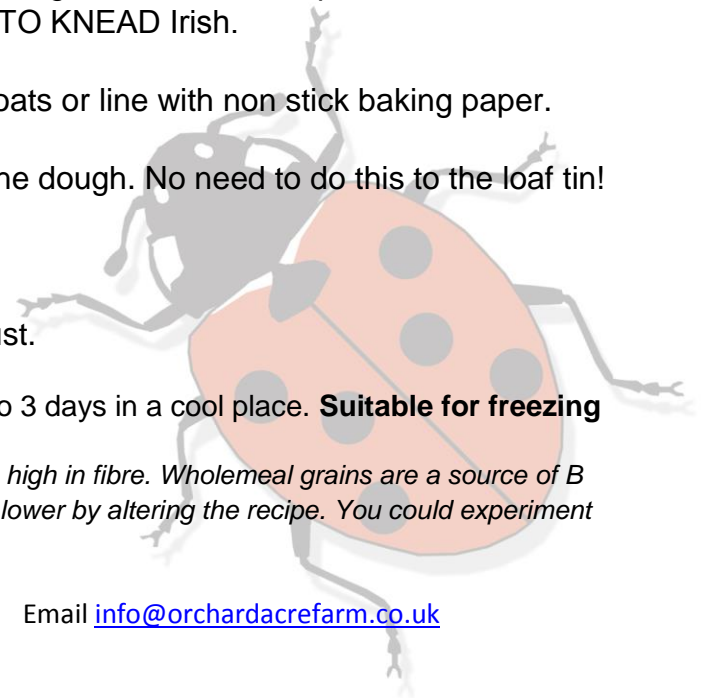 TO KNEAD Irish.
oats or line with non stick baking paper.
he dough. No need to do this to the loaf tin!
ust.
o 3 days in a cool place. Suitable for freezing
high in fibre. Wholemeal grains are a source of B
lower by altering the recipe. You could experiment
Email info@orchardacrefarm.co.uk